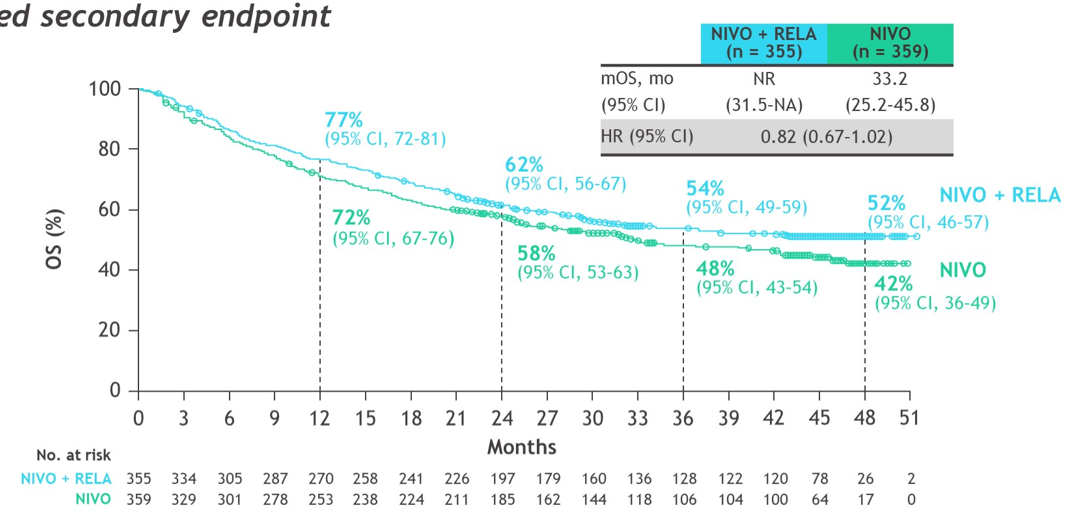 ed secondary endpoint
NIVO + RELA NIVO
(n = 355) (n = 359)
mOS, mo NR 33.2
(95% CI) (31.5-NA) (25.2-45.8)
HR (95% CI) 0.82 (0.67-1.02)
OS (%)
100
80
60
40
20
0
77%
(95% CI, 72-81)
62%
(95% CI, 56-67)
54%
(95% CI, 49-59)
52%
(95% CI, 46-57)
NIVO + RELA
72%
(95% CI, 67-76)
58%
(95% CI, 53-63)
48%
(95% CI, 43-54)
42%
(95% CI, 36-49)
NIVO
0 3 6 9 12 15 18 21 24 27 30 33 36 39 42 45 48 51
Months
No. at risk
NIVO + RELA 355 334 305 287 270 258 241 226 197 179 160 136 128 122 120 78 26 2
NIVO 359 329 301 278 253 238 224 211 185 162 144 118 106 104 100 64 17 0